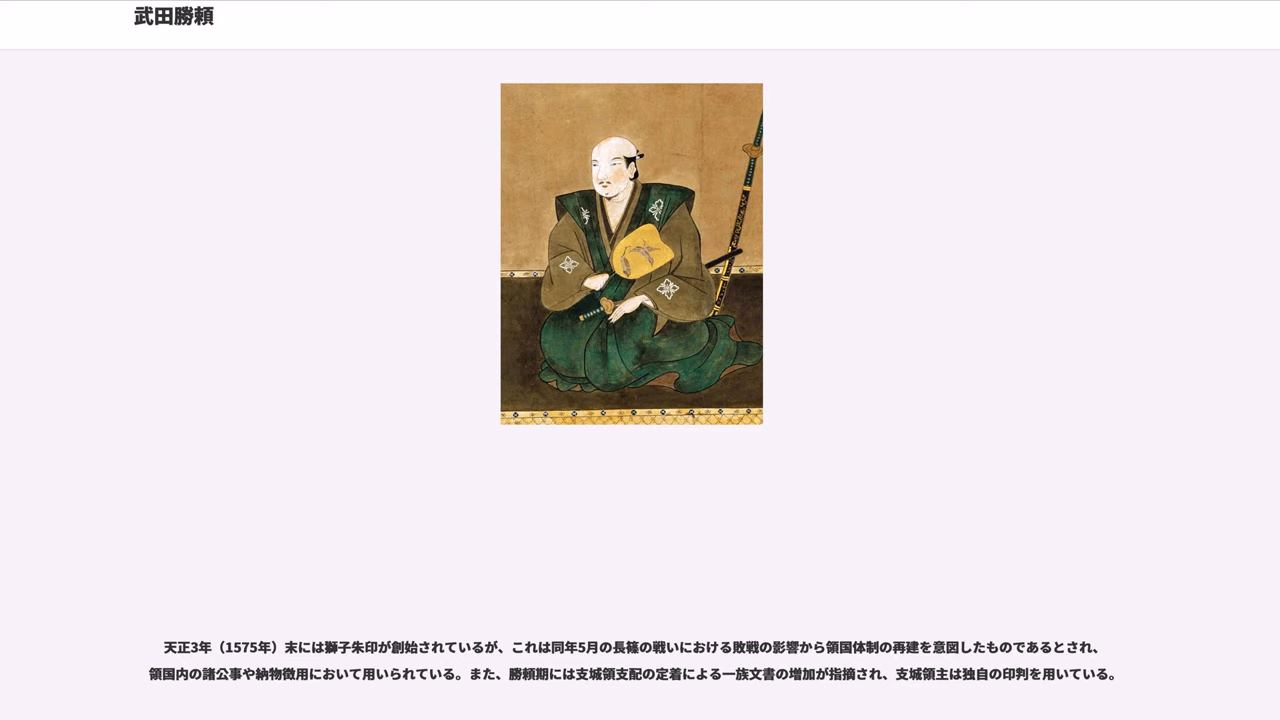 武田勝頼
天正3年（1575年）末には獅子朱印が創始されているが、これは同年5月の長篠の戦いにおける敗戦の影響から領国体制の再建を意図したものであるとされ、
領国内の諸公事や納物徴用において用いられている。また、勝頼期には支城領支配の定着による一族文書の増加が指摘され、支城領主は独自の印判を用いている。